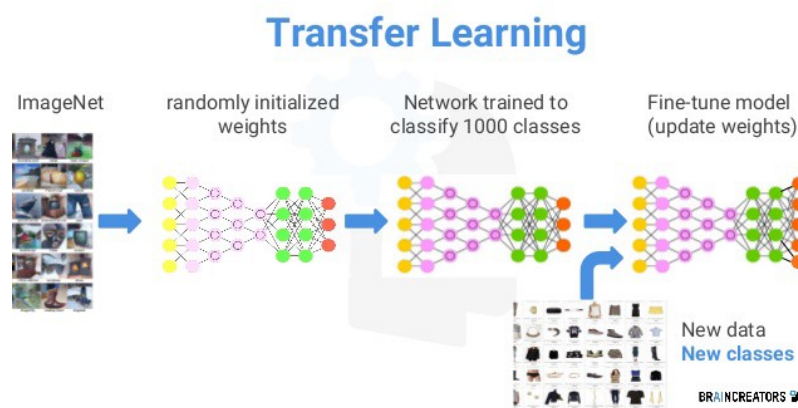 Transfer Learning
ImageNet
randomly initialized
weights
Network trained to
classify 1000 classes
Fine-tune model
(update weights)
New data
New classes
BRAINCREATORS